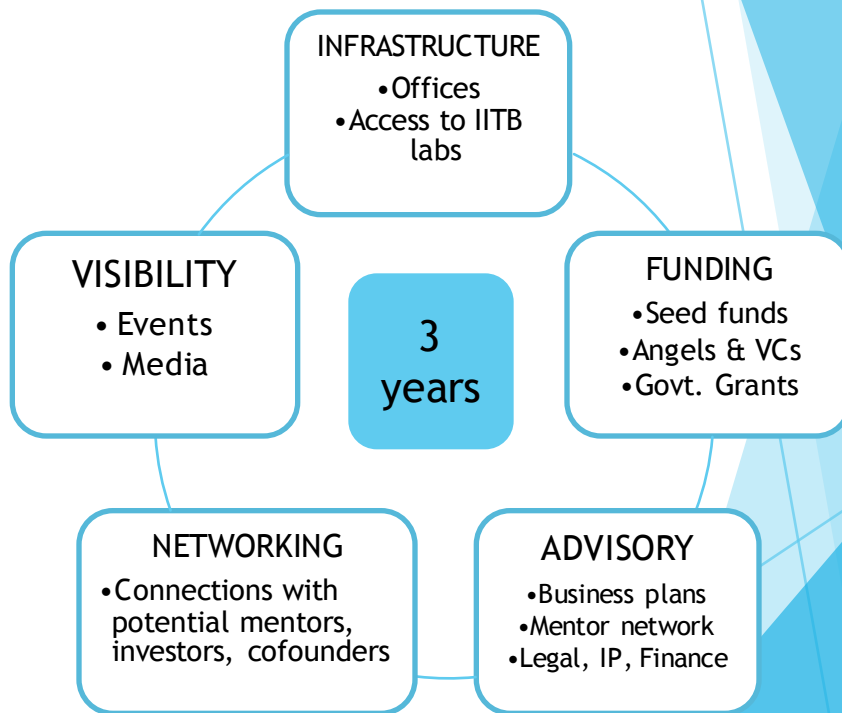 INFRASTRUCTURE
•Offices
•Access to IITB
labs
VISIBILITY
• Events
• Media
3
years
FUNDING
•Seed funds
•Angels & VCs
•Govt. Grants
NETWORKING
•Connections with
potential mentors,
investors, cofounders
ADVISORY
•Business plans
•Mentor network
•Legal, IP, Finance